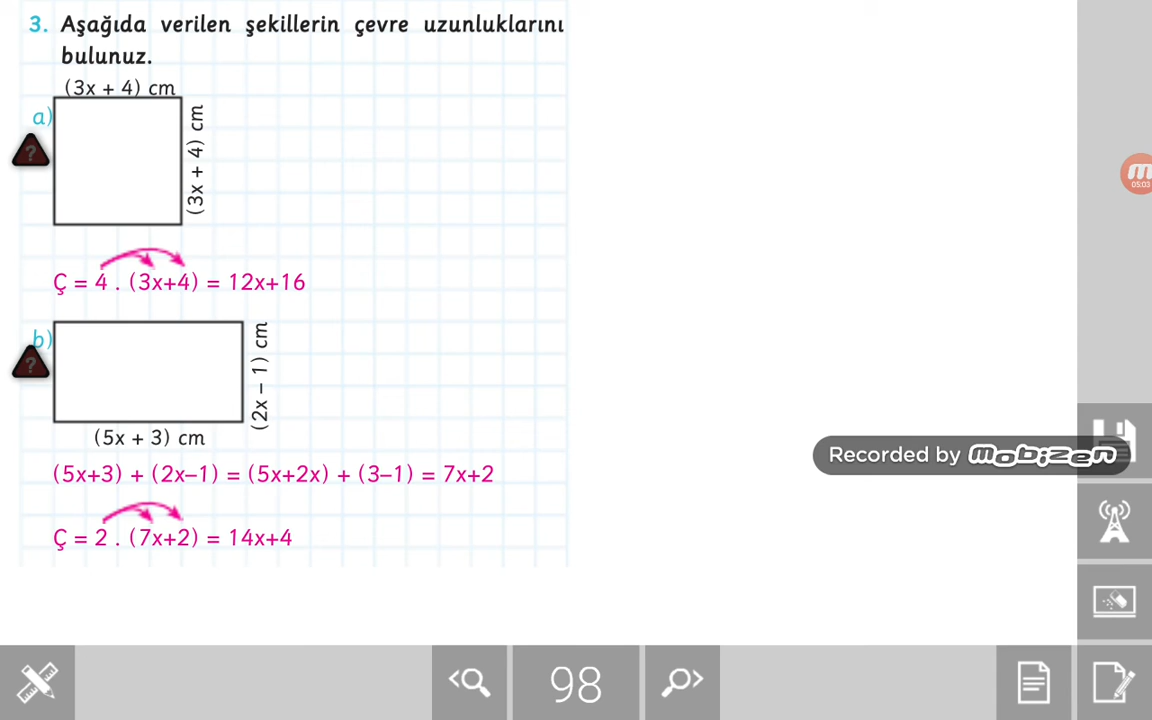 3. Aşağıda verilen şekillerin çevre uzunluklarını
bulunuz.
(3x + 4) cm
a)
?
(3x + 4) cm
Ç = 4 . (3x+4) = 12x+16
b)
?
(2x – 1) cm
(5x + 3) cm
(5x+3) + (2x–1) = (5x+2x) + (3–1) = 7x+2
Ç = 2 . (7x+2) = 14x+4
05:03
Recorded by mobizen
98